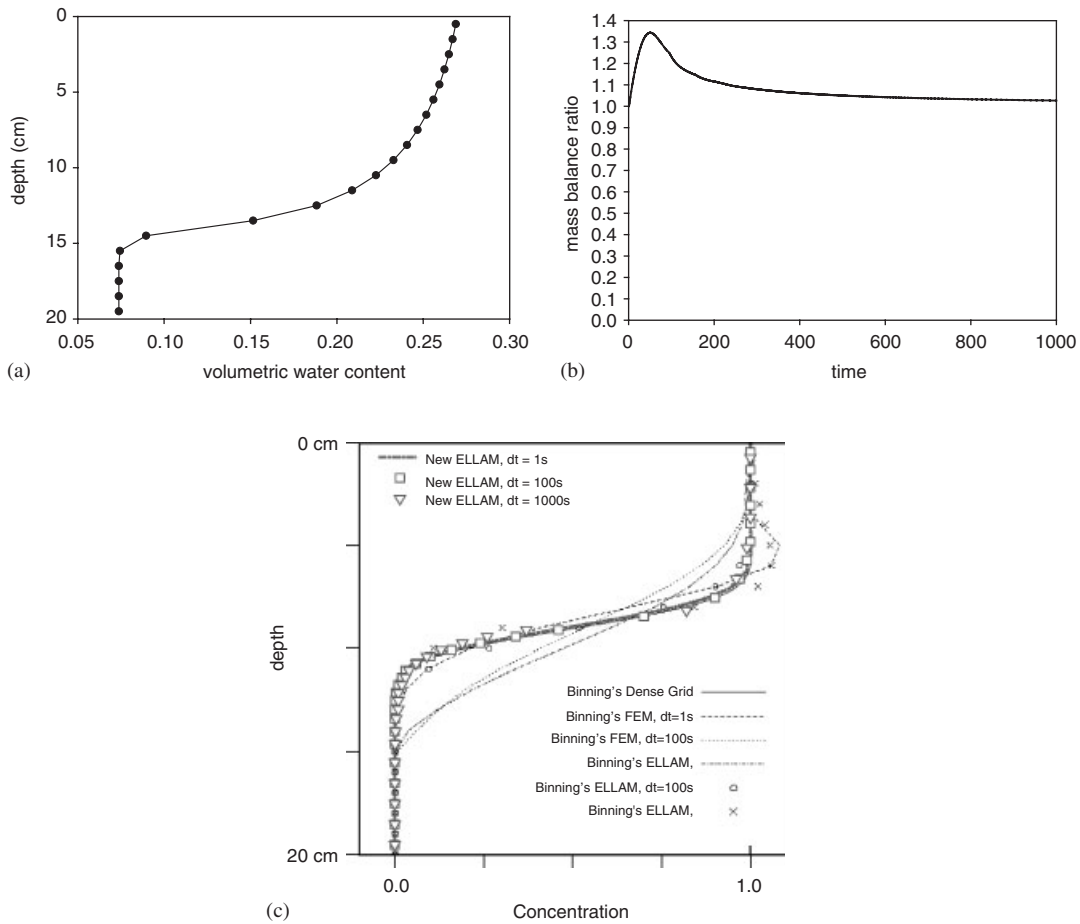 0
5
10
15
20
depth (cm)
0.05 0.10 0.15 0.20 0.25 0.30
volumetric water content
(a)
1.4
1.3
1.2
1.1
1.0
0.9
0.8
0.7
0.6
0.5
0.4
0.3
0.2
0.1
0.0
mass balance ratio
0 200 400 600 800 1000
time
(b)
0 cm
New ELLAM, dt = 1s
New ELLAM, dt = 100s
New ELLAM, dt = 1000s
depth
Binning's Dense Grid
Binning's FEM, dt=1s
Binning's FEM, dt=100s
Binning's ELLAM,
Binning's ELLAM, dt=100s
Binning's ELLAM,
20 cm
0.0 1.0
Concentration
(c)